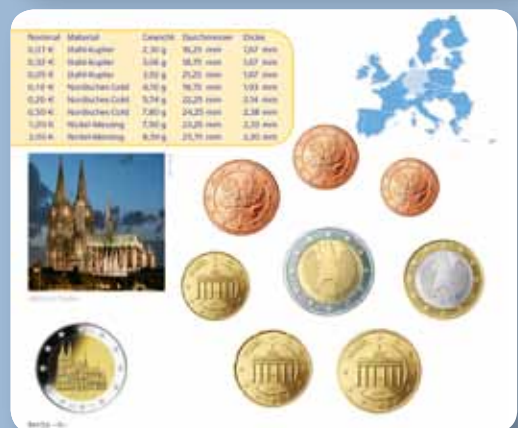 Nominal Material Gewicht Durchmesser Dicke
0,01 € Stahl-Kupfer 2,30 g 16,25 mm 1,67 mm
0,02 € Stahl-Kupfer 3,06 g 18,75 mm 1,67 mm
0,05 € Stahl-Kupfer 3,92 g 21,25 mm 1,67 mm
0,10 € Nordisches Gold 4,10 g 19,75 mm 1,93 mm
0,20 € Nordisches Gold 5,74 g 22,25 mm 2,14 mm
0,50 € Nordisches Gold 7,80 g 24,25 mm 2,38 mm
1,00 € Nickel-Messing 7,50 g 23,25 mm 2,33 mm
2,00 € Nickel-Messing 8,50 g 25,75 mm 2,20 mm
Berlin